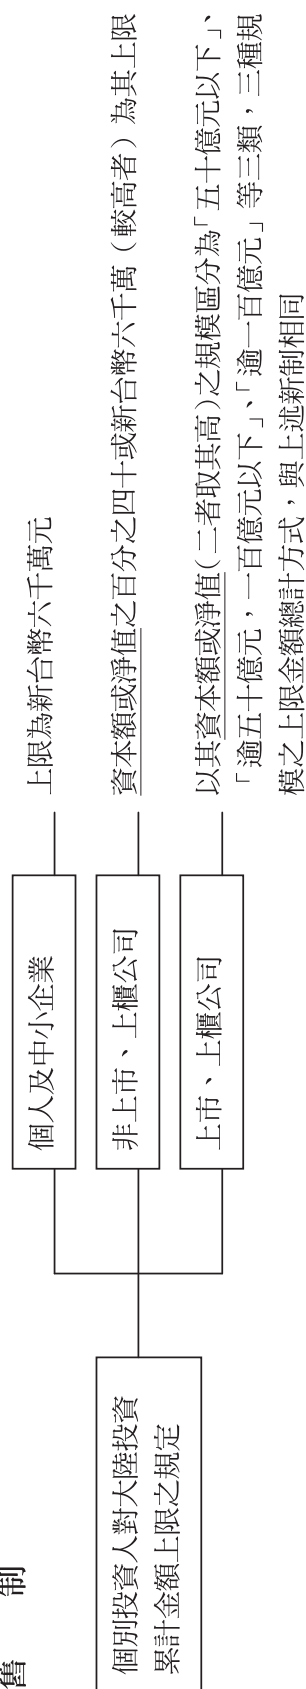 舊　制
個別投資人對大陸投資
累計金額上限之規定
個人及中小企業
上限為新台幣六千萬元
非上市、上櫃公司
資本額或淨值之百分之四十或新台幣六千萬（較高者）為其上限
上市、上櫃公司
以其資本額或淨值(二者取其高)之規模區分為「五十億元以下」、
「逾五十億元，一百億元以下」、「逾一百億元」等三類，三種規
模之上限金額總計方式，與上述新制相同